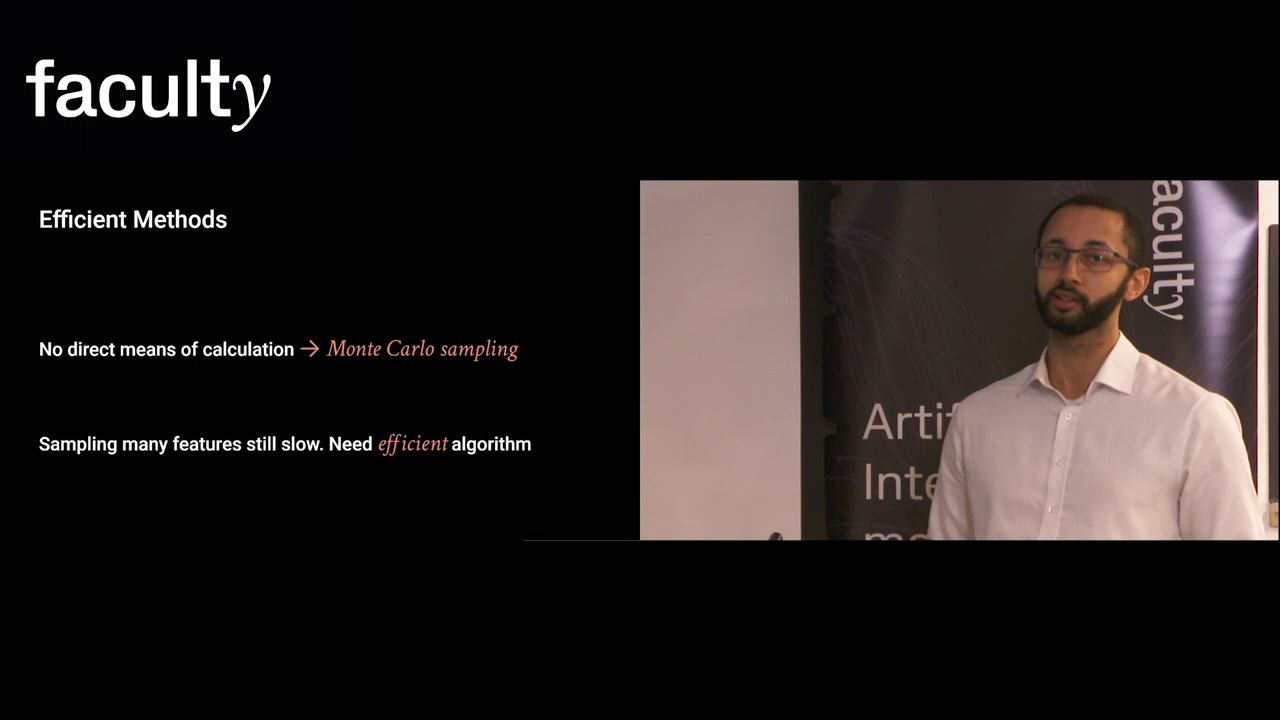 faculty
Efficient Methods
No direct means of calculation → Monte Carlo sampling
Sampling many features still slow. Need efficient algorithm
aculty
Artif
Inte